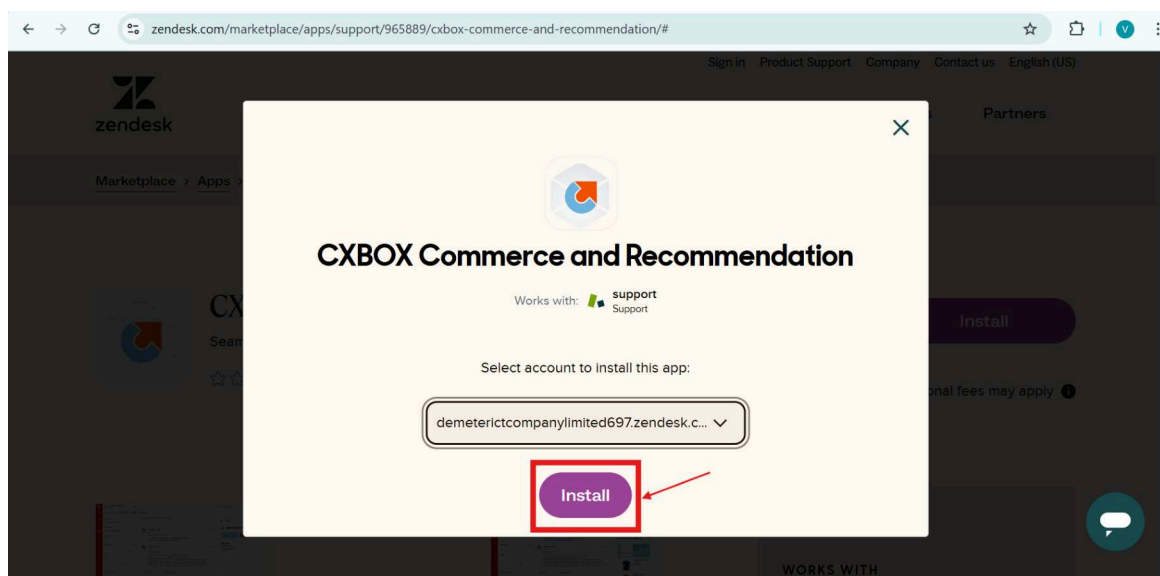 zendesk.com/marketplace/apps/support/965889/cxbox-commerce-and-recommendation/#
V
Sign in Product Support Company Contact us English (US)
zendesk
Partners
Marketplace > Apps >
CXBOX Commerce and Recommendation
Works with: support
Support
CX
Install
Select account to install this app:
onal fees may apply
demeterictcompanylimited697.zendesk.c...
Install
WORKS WITH